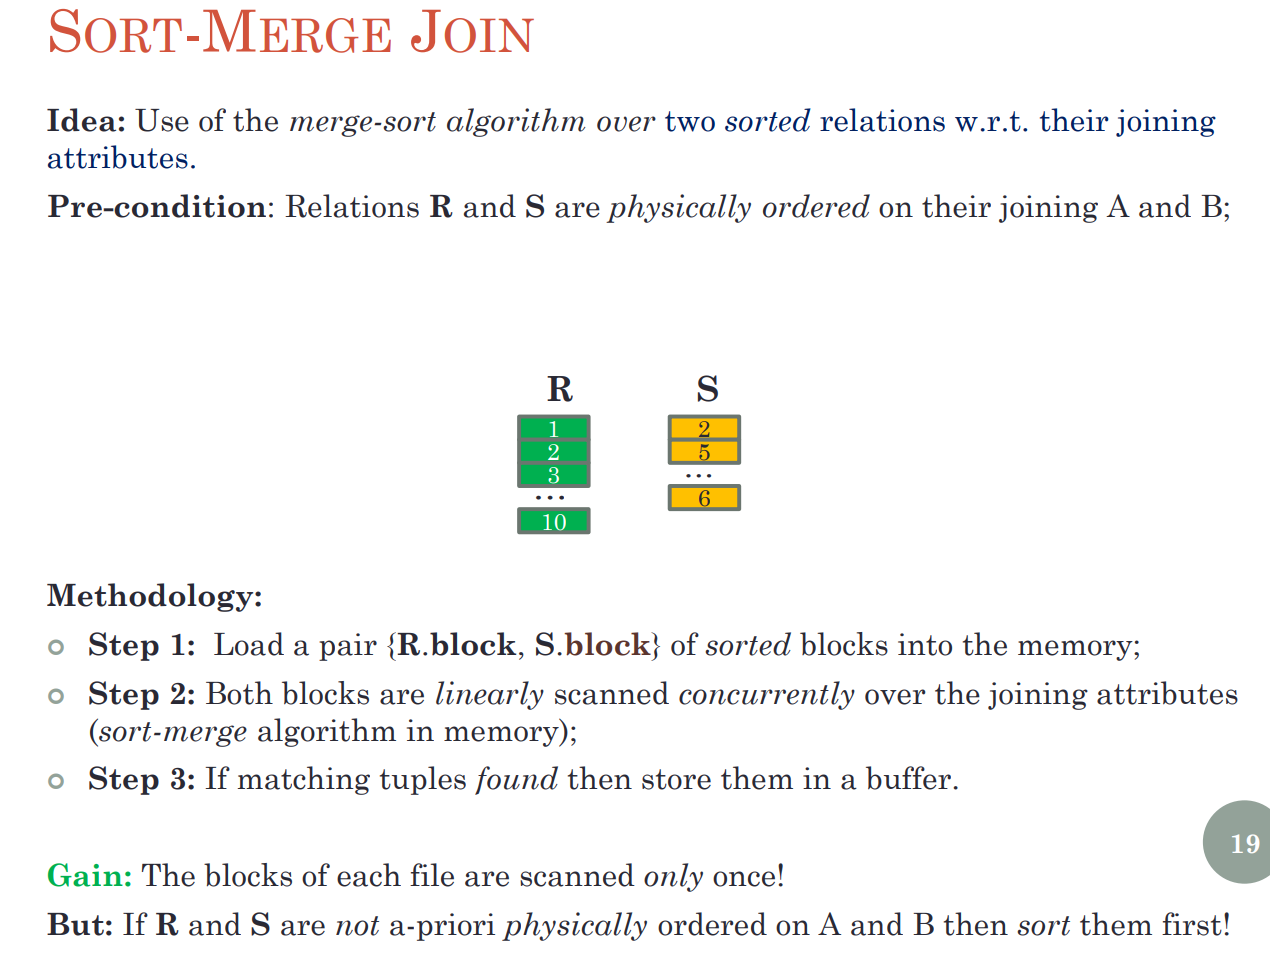 SORT-MERGE JOIN
Idea: Use of the merge-sort algorithm over two sorted relations w.r.t. their joining
attributes.
Pre-condition: Relations R and S are physically ordered on their joining A and B;
R S
1 2
2 5
3 ...
... 6
10
Methodology:
Step 1: Load a pair {R.block, S.block} of sorted blocks into the memory;
Step 2: Both blocks are linearly scanned concurrently over the joining attributes
(sort-merge algorithm in memory);
Step 3: If matching tuples found then store them in a buffer.
19
Gain: The blocks of each file are scanned only once!
But: If R and S are not a-priori physically ordered on A and B then sort them first!